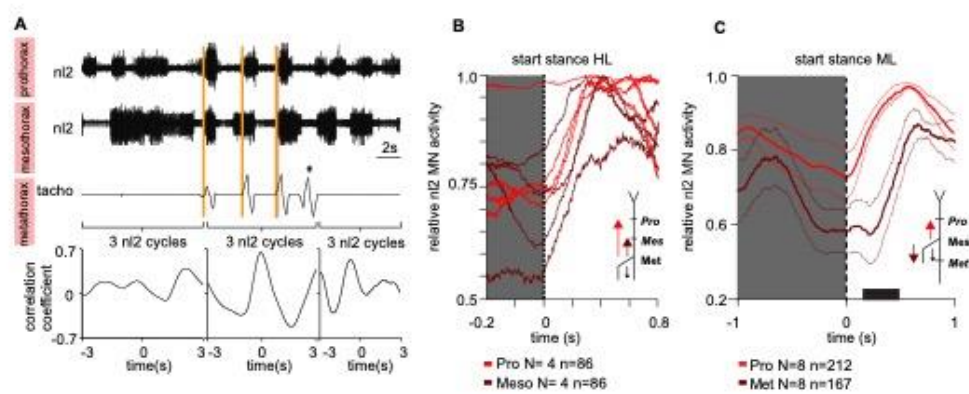 A
prothorax
nl2
mesothorax
nl2
2s
metathorax
tacho
*
3 nl2 cycles 3 nl2 cycles 3 nl2 cycles
correlation
coefficient
0.7
0
-0.7
-3 0 3 -3 0 3 -3 0 3
time(s) time(s) time(s)
B
start stance HL
relative nl2 MN activity
1.0
0.75
0.5
Pro
Mes
Met
-0.2 0 0.8
time (s)
Pro N= 4 n=86
Meso N= 4 n=86
C
start stance ML
relative nl2 MN activity
1.0
0.8
0.6
0.2
Pro
Mes
Met
-1 0 1
time (s)
Pro N=8 n=212
Met N=8 n=167